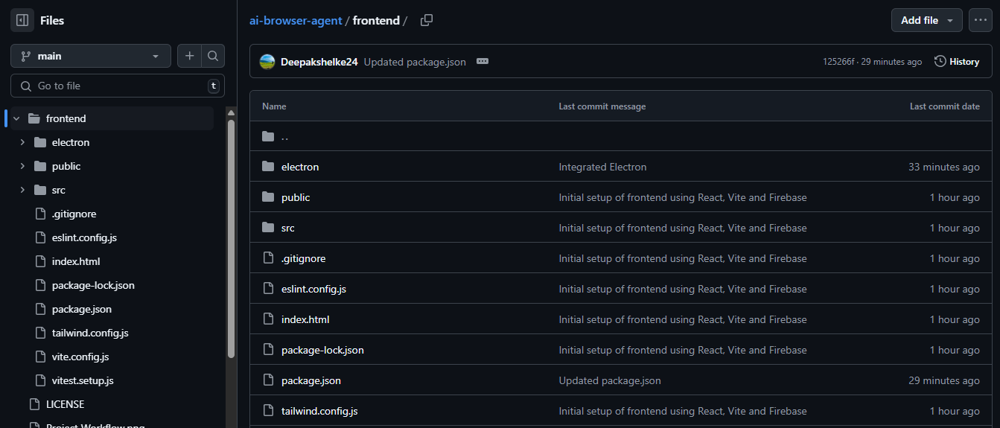 Files
main
Go to file
t
frontend
electron
public
src
.gitignore
eslint.config.js
index.html
package-lock.json
package.json
tailwind.config.js
vite.config.js
vitest.setup.js
LICENSE
Project Workflow.png
ai-browser-agent / frontend /
Add file
Deepakshelke24 Updated package.json 125266f · 29 minutes ago History
Name Last commit message Last commit date
..
electron Integrated Electron 33 minutes ago
public Initial setup of frontend using React, Vite and Firebase 1 hour ago
src Initial setup of frontend using React, Vite and Firebase 1 hour ago
.gitignore Initial setup of frontend using React, Vite and Firebase 1 hour ago
eslint.config.js Initial setup of frontend using React, Vite and Firebase 1 hour ago
index.html Initial setup of frontend using React, Vite and Firebase 1 hour ago
package-lock.json Initial setup of frontend using React, Vite and Firebase 1 hour ago
package.json Updated package.json 29 minutes ago
tailwind.config.js Initial setup of frontend using React, Vite and Firebase 1 hour ago